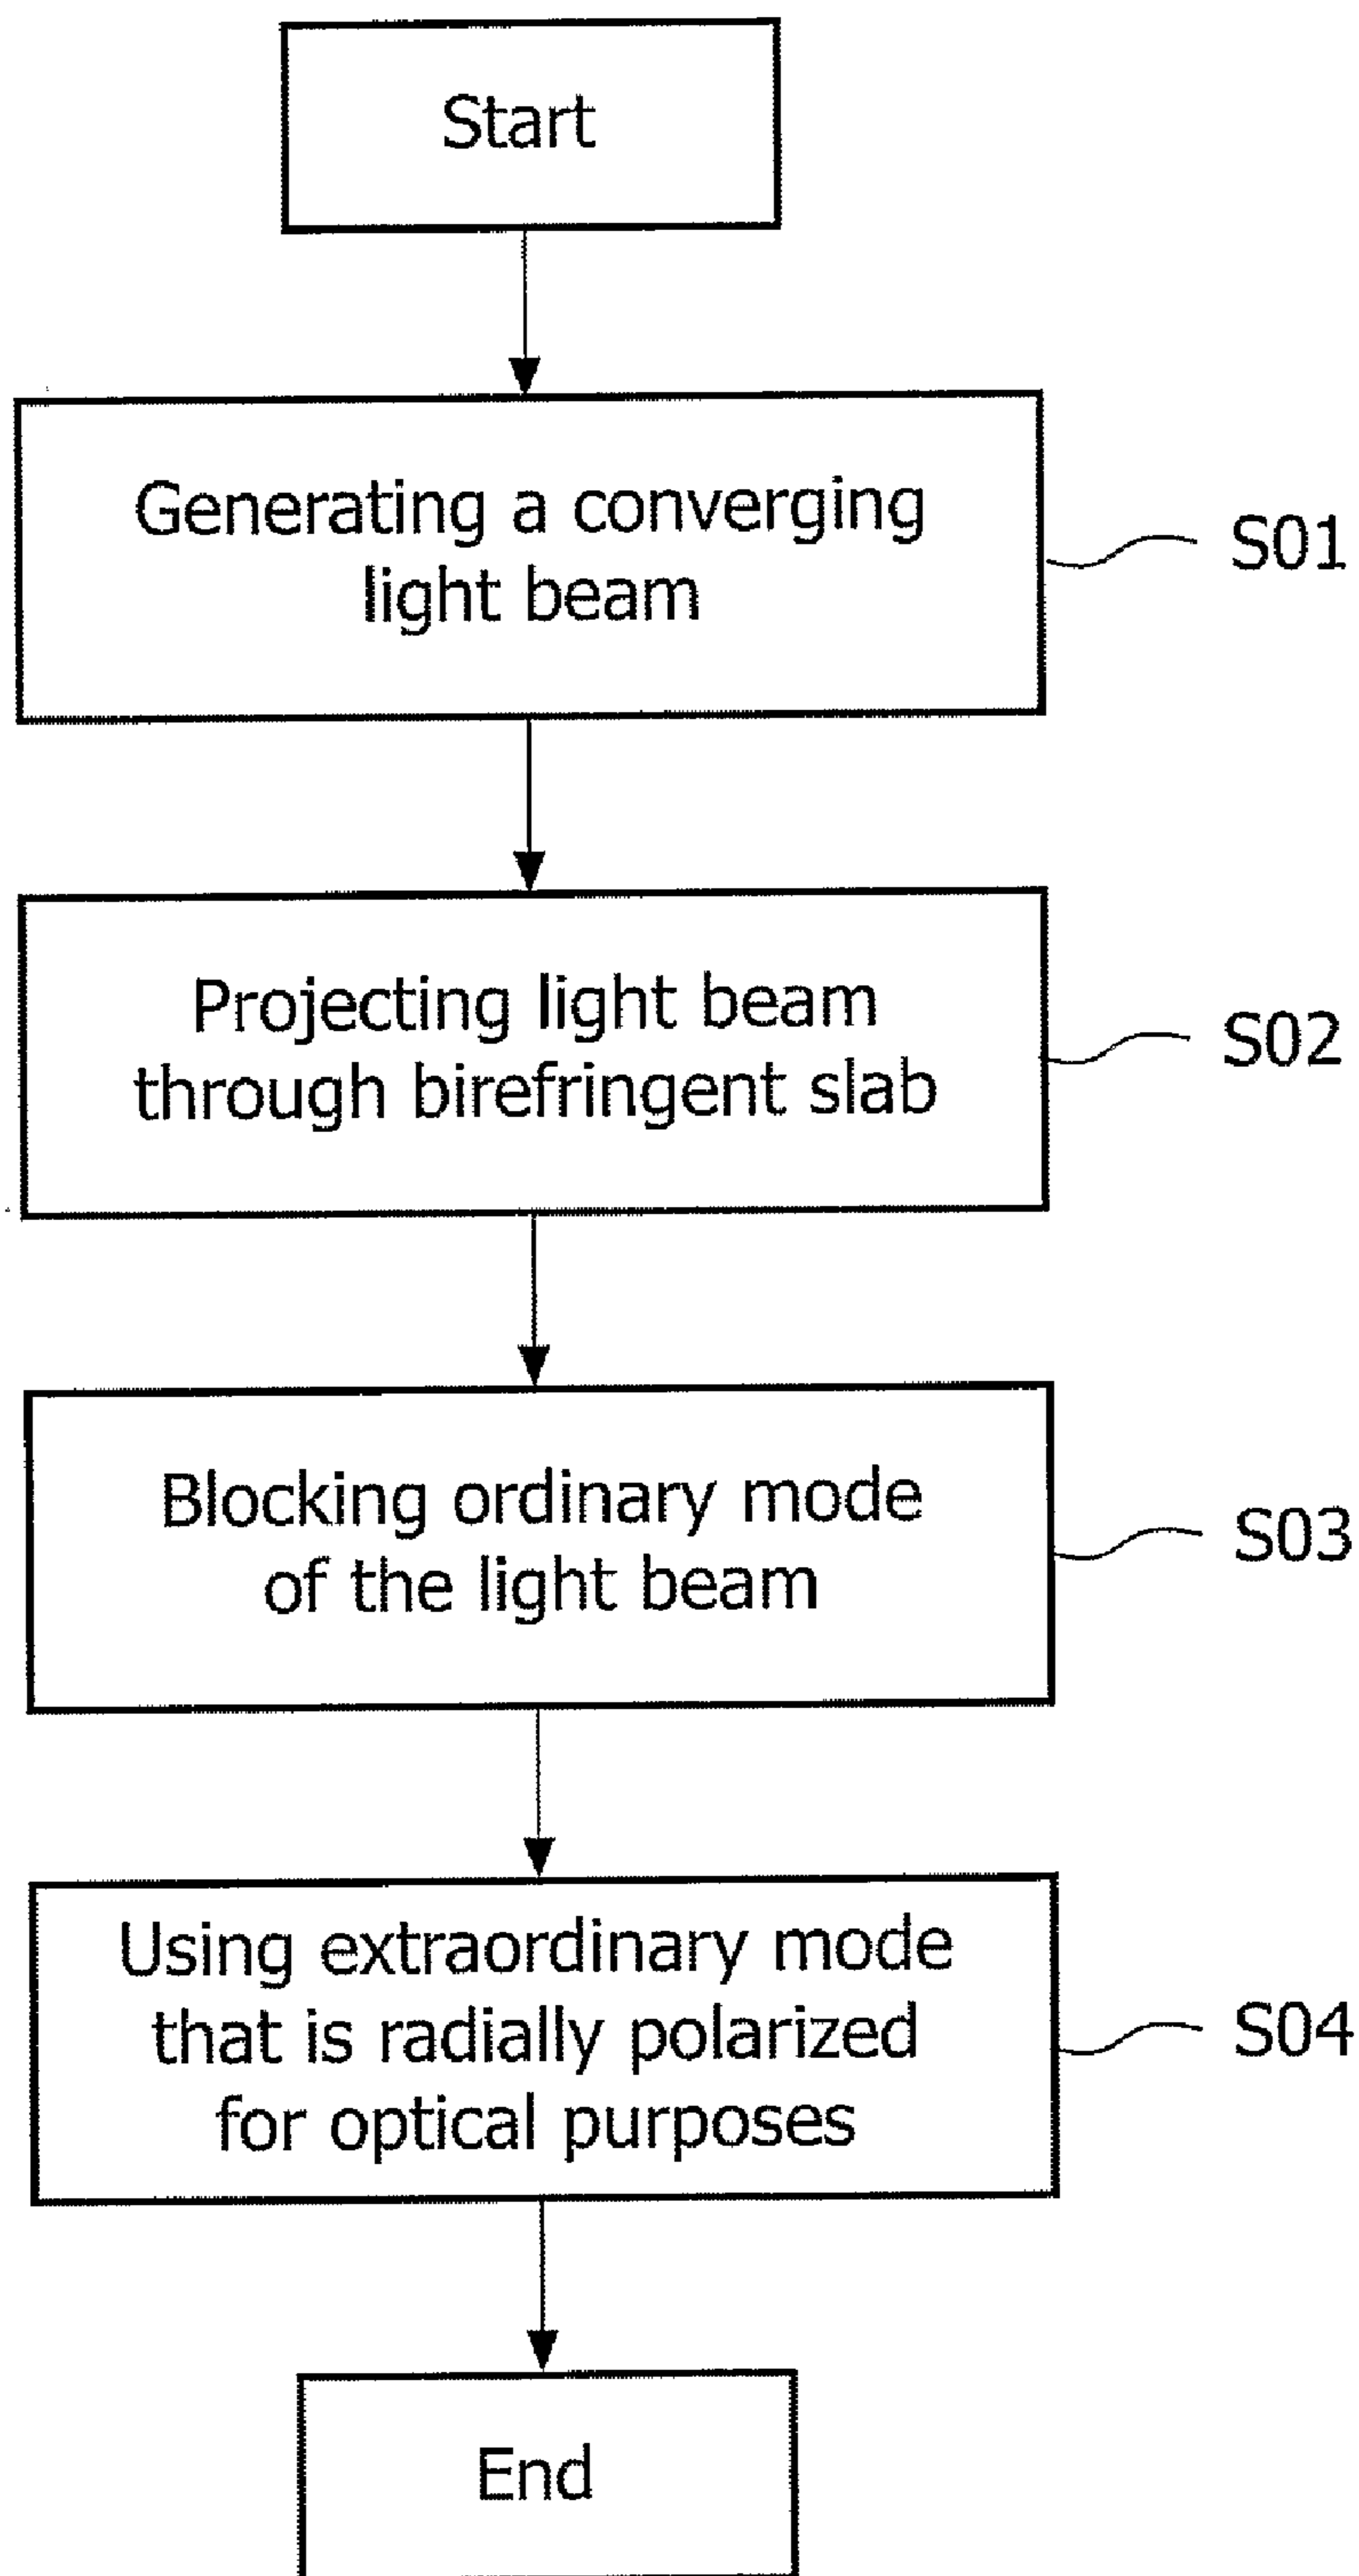 Start
Generating a converging
light beam
S01
Projecting light beam
through birefringent slab
S02
Blocking ordinary mode
of the light beam
S03
Using extraordinary mode
that is radially polarized
for optical purposes
S04
End